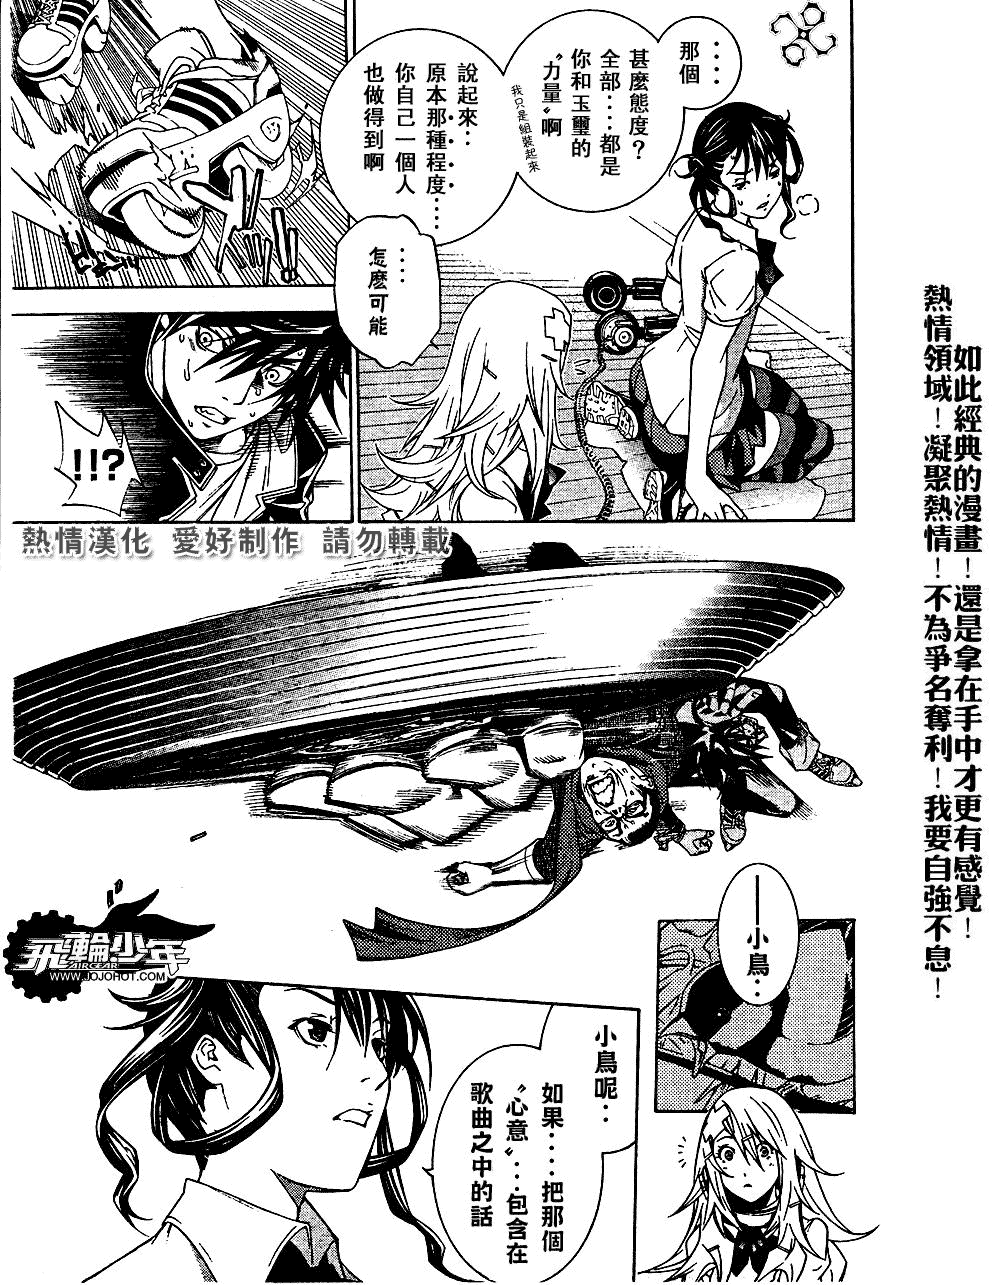 ....
那個
甚麼態度?
全部....都是
你和玉璽的
〝力量〞啊
我只是組裝起來
說起來..
原本那種程度....
你自己一個人
也做得到啊
....
怎麼可能
!!?
熱情漢化 愛好制作 請勿轉載
——小鳥..
小鳥呢..
如果....把那個
〝心意〞...包含在
歌曲之中的話
飛輪少年
AIRGEAR
WWW.JOJOHOT.COM
如此經典的漫畫!還是拿在手中才更有感覺!
熱情領域!凝聚熱情!不為爭名奪利!我要自強不息!